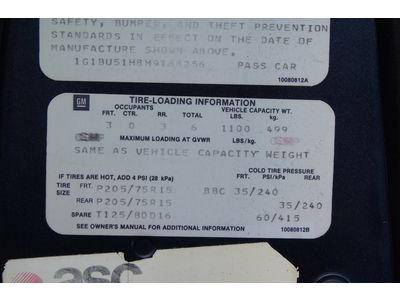 SAFETY, BUMPER, AND THEFT PREVENTION
STANDARDS IN EFFECT ON THE DATE OF
MANUFACTURE SHOWN ABOVE.
PASS CAR
10080812A
GM TIRE-LOADING INFORMATION
OCCUPANTS VEHICLE CAPACITY WT.
FRT. CTR. RR. TOTAL LBS. kg.
3 0 3 6 1100 499
MAXIMUM LOADING AT GVWR LBS/kg.
SAME AS VEHICLE CAPACITY WEIGHT
IF TIRES ARE HOT, ADD 4 PSI (28 kPa) COLD TIRE PRESSURE
TIRE SIZE FRT. P205/75R15 BBC FRT. PSI/kPa REAR
35/240
REAR P205/75R15 35/240
SPARE T125/80D16 60/415
SEE OWNER'S MANUAL FOR ADDITIONAL INFORMATION 10080812B
asc